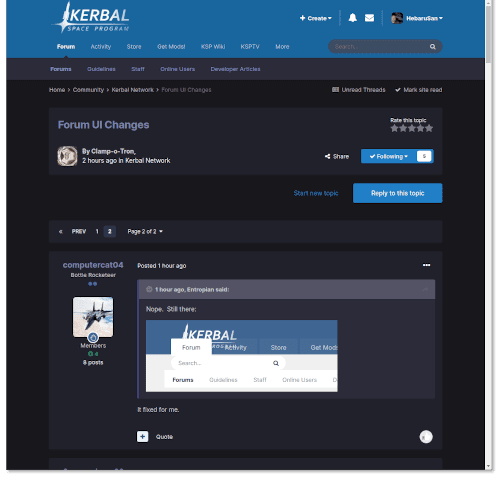 KERBAL
SPACE PROGRAM
+ Create
HebaruSan
Forum Activity Store Get Mods! KSP Wiki KSPTV More
Search...
Forums Guidelines Staff Online Users Developer Articles
Home > Community > Kerbal Network > Forum UI Changes
Unread Threads Mark site read
Forum UI Changes
Rate this topic
By Clamp-o-Tron,
2 hours ago in Kerbal Network
Share
Following 5
Start new topic
Reply to this topic
« PREV 1 2 Page 2 of 2
computercat04
Bottle Rocketeer
Members
4
8 posts
Posted 1 hour ago
1 hour ago, Entropian said:
Nope. Still there:
KERBAL
Forum Activity Store Get Mods
Search...
Forums Guidelines Staff Online Users D
It fixed for me.
+ Quote